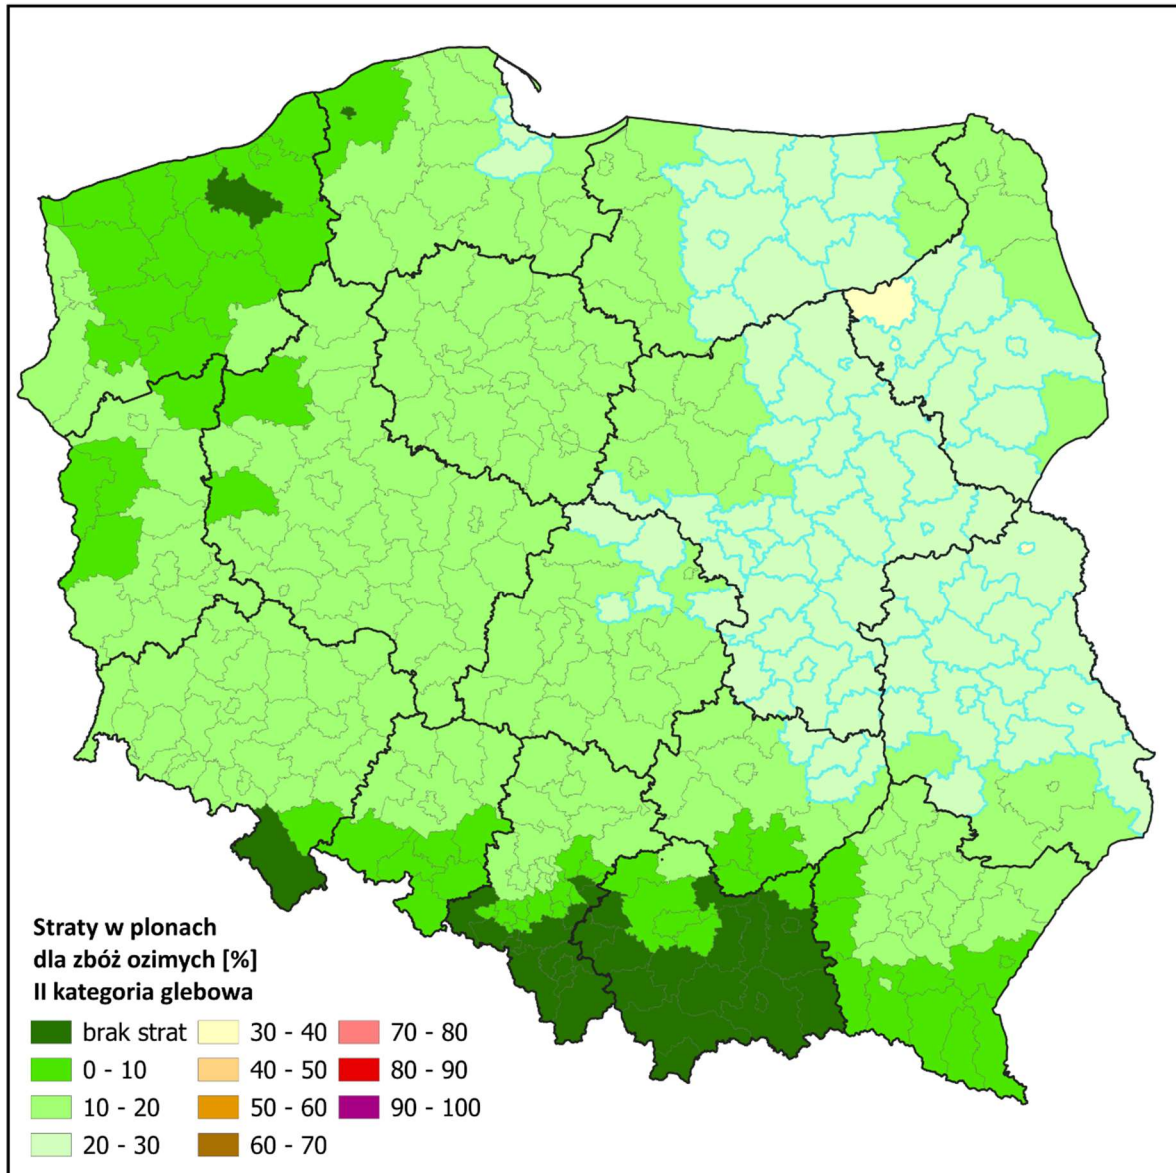 Straty w plonach
dla zbóż ozimych [%]
II kategoria glebowa
brak strat
0 - 10
10 - 20
20 - 30
30 - 40
40 - 50
50 - 60
60 - 70
70 - 80
80 - 90
90 - 100